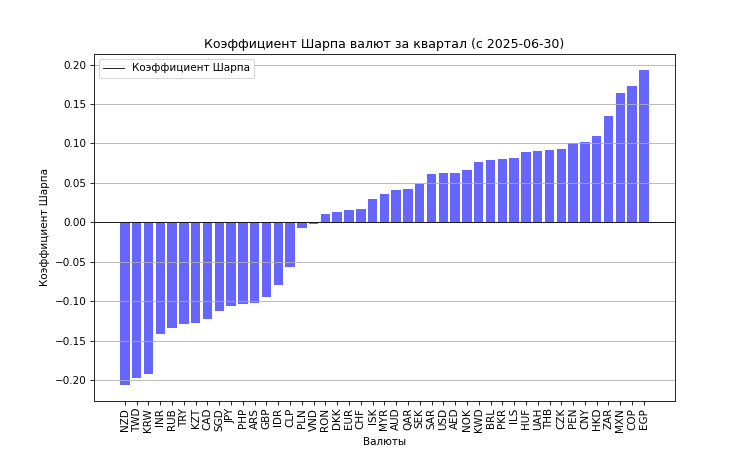 Коэффициент Шарпа валют за квартал (с 2025-06-30)
Коэффициент Шарпа
0.20
0.15
0.10
0.05
0.00
−0.05
−0.10
−0.15
−0.20
Коэффициент Шарпа
NZD TWD KRW INR RUB TRY KZT CAD SGD JPY PHP ARS GBP IDR CLP PLN VND RON DKK EUR CHF ISK MYR AUD QAR SEK SAR USD AED NOK KWD BRL PKR ILS HUF UAH THB CZK PEN CNY HKD ZAR MXN COP EGP
Валюты